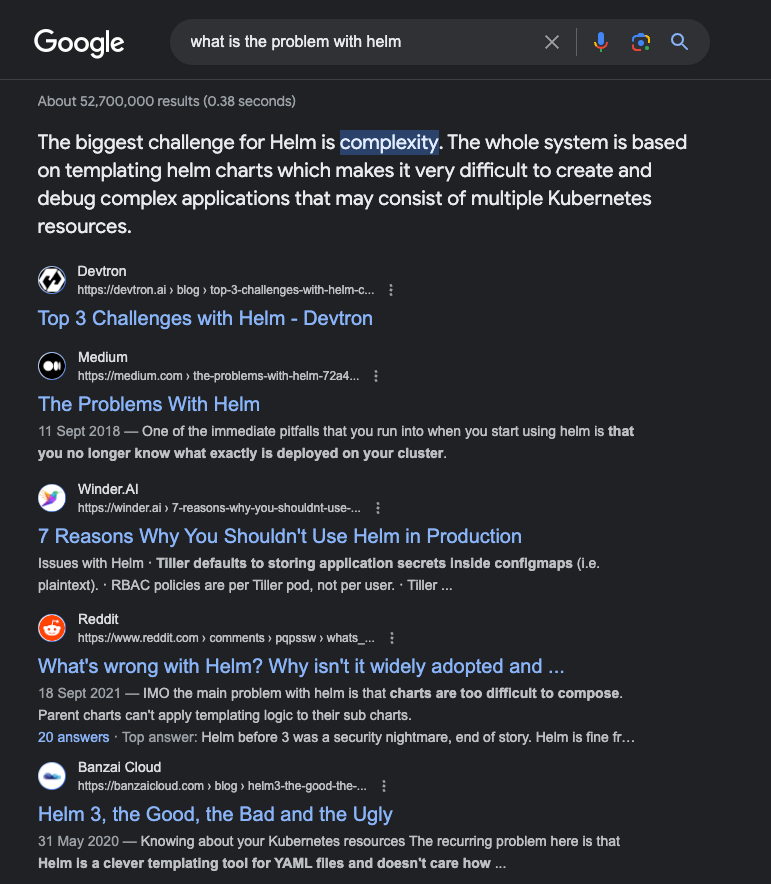 Google
what is the problem with helm
About 52,700,000 results (0.38 seconds)
The biggest challenge for Helm is complexity. The whole system is based
on templating helm charts which makes it very difficult to create and
debug complex applications that may consist of multiple Kubernetes
resources.
Devtron
https://devtron.ai › blog › top-3-challenges-with-helm-c...
Top 3 Challenges with Helm - Devtron
Medium
https://medium.com › the-problems-with-helm-72a4...
The Problems With Helm
11 Sept 2018 — One of the immediate pitfalls that you run into when you start using helm is that
you no longer know what exactly is deployed on your cluster.
Winder.AI
https://winder.ai › 7-reasons-why-you-shouldnt-use-...
7 Reasons Why You Shouldn't Use Helm in Production
Issues with Helm · Tiller defaults to storing application secrets inside configmaps (i.e.
plaintext). · RBAC policies are per Tiller pod, not per user. · Tiller ...
Reddit
https://www.reddit.com › comments › pqpssw › whats_...
What's wrong with Helm? Why isn't it widely adopted and ...
18 Sept 2021 — IMO the main problem with helm is that charts are too difficult to compose.
Parent charts can't apply templating logic to their sub charts.
20 answers · Top answer: Helm before 3 was a security nightmare, end of story. Helm is fine fr...
Banzai Cloud
https://banzaicloud.com › blog › helm3-the-good-the-...
Helm 3, the Good, the Bad and the Ugly
31 May 2020 — Knowing about your Kubernetes resources The recurring problem here is that
Helm is a clever templating tool for YAML files and doesn't care how ...